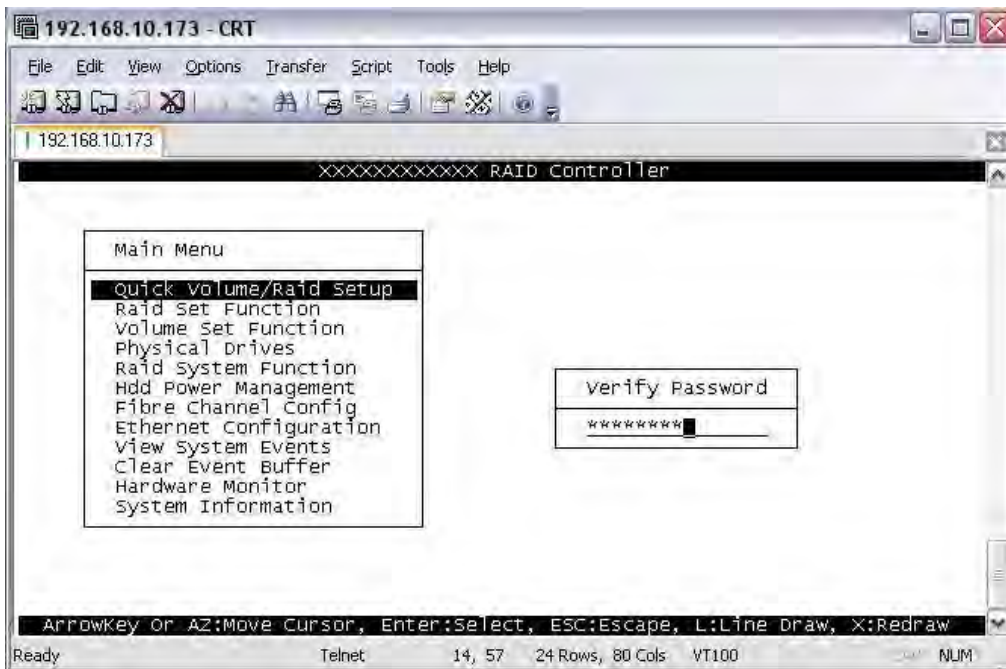 192.168.10.173 - CRT
File Edit View Options Transfer Script Tools Help
192.168.10.173
XXXXXXXXXXXX RAID Controller
Main Menu
Quick Volume/Raid Setup
Raid Set Function
Volume Set Function
Physical Drives
Raid System Function
Hdd Power Management
Fibre Channel Config
Ethernet Configuration
View System Events
Clear Event Buffer
Hardware Monitor
System Information
Verify Password
********
ArrowKey Or AZ:Move Cursor, Enter:Select, ESC:Escape, L:Line Draw, X:Redraw
Ready Telnet 14, 57 24 Rows, 80 Cols VT100 NUM